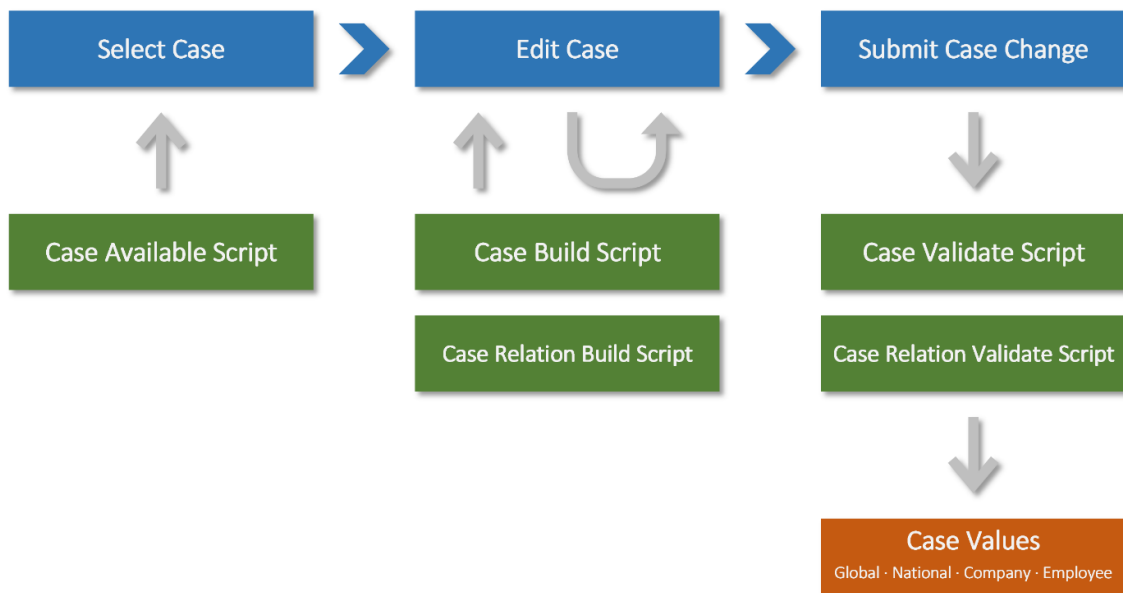 Select Case
Edit Case
Submit Case Change
Case Available Script
Case Build Script
Case Validate Script
Case Relation Build Script
Case Relation Validate Script
Case Values
Global · National · Company · Employee